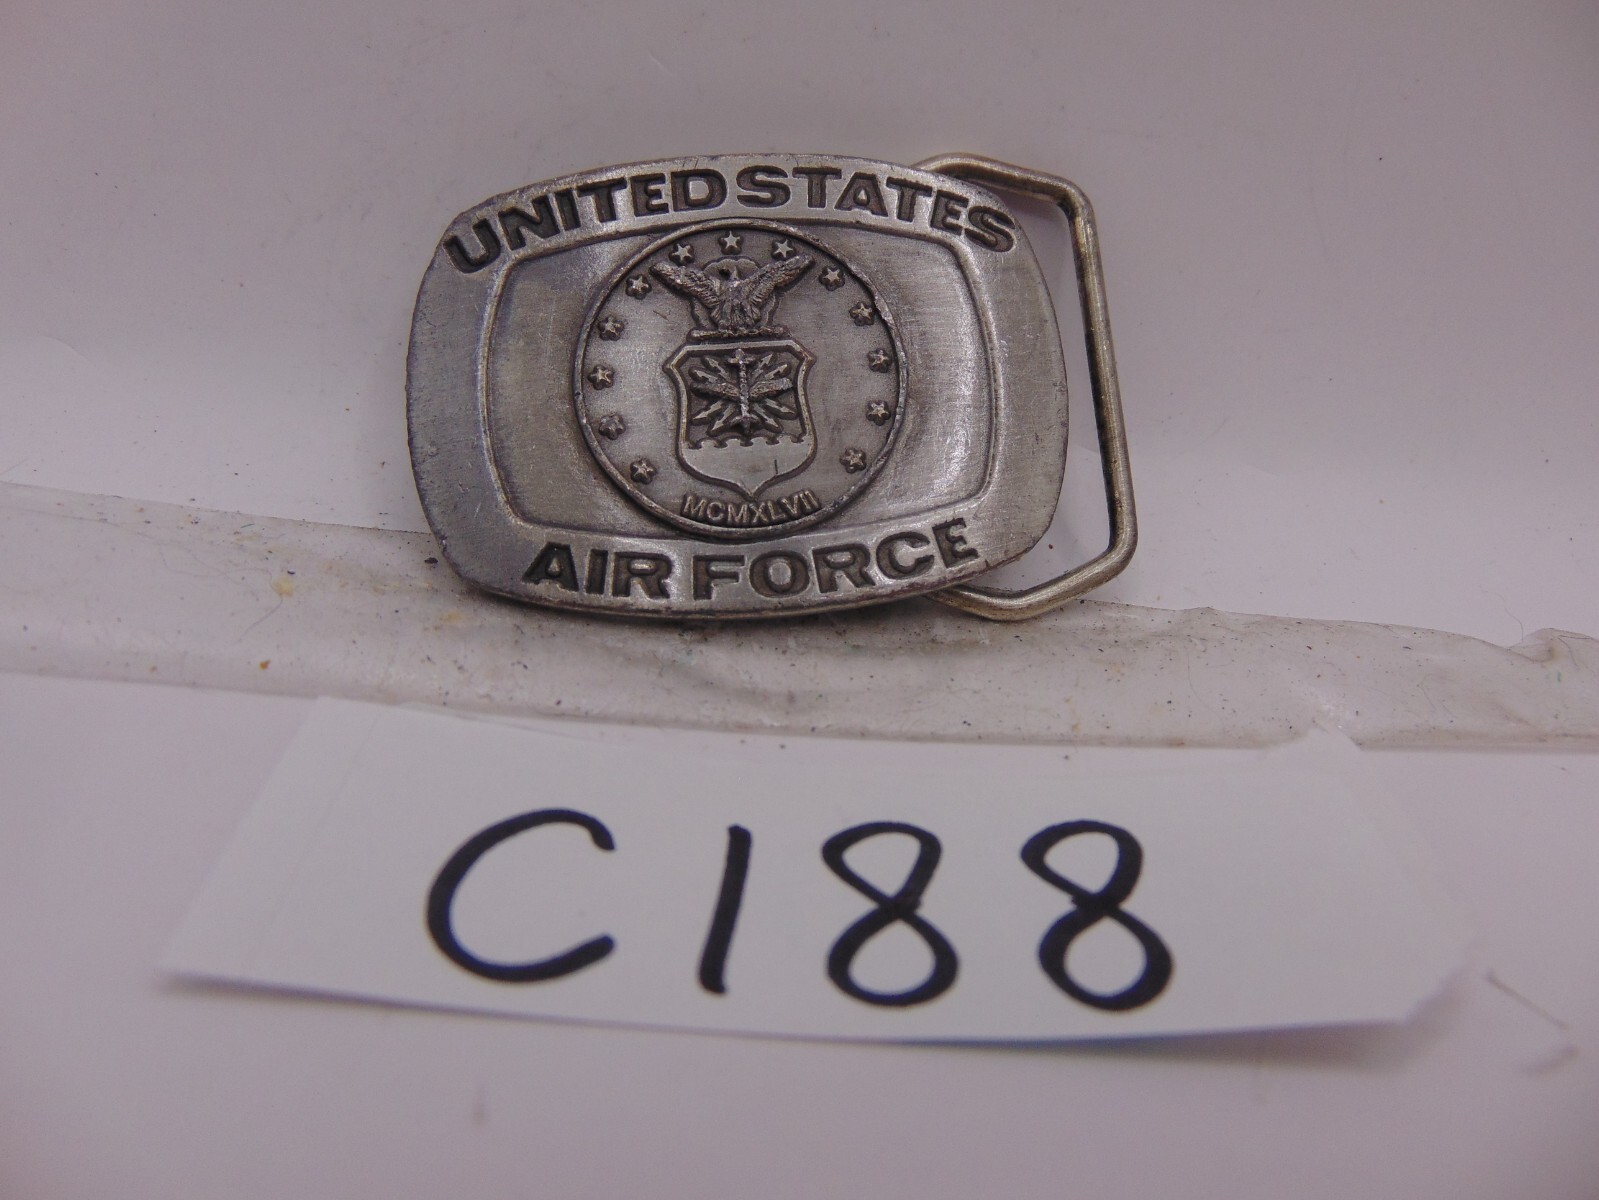 UNITED STATES
MCMXLVII
AIR FORCE
C188